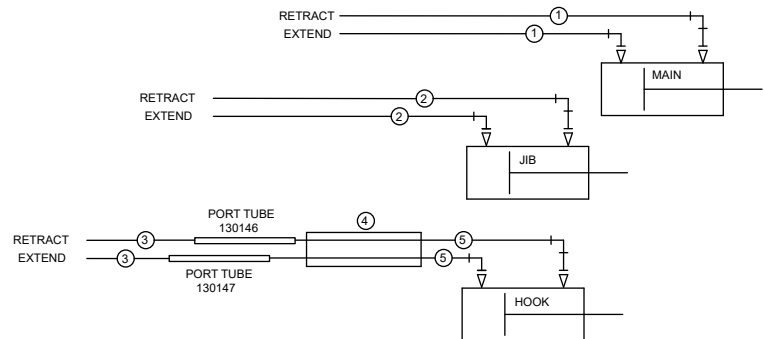 RETRACT 1
EXTEND 1
MAIN
RETRACT 2
EXTEND 2
JIB
PORT TUBE
130146
4
RETRACT 3 5
EXTEND 3 5
PORT TUBE
130147
HOOK